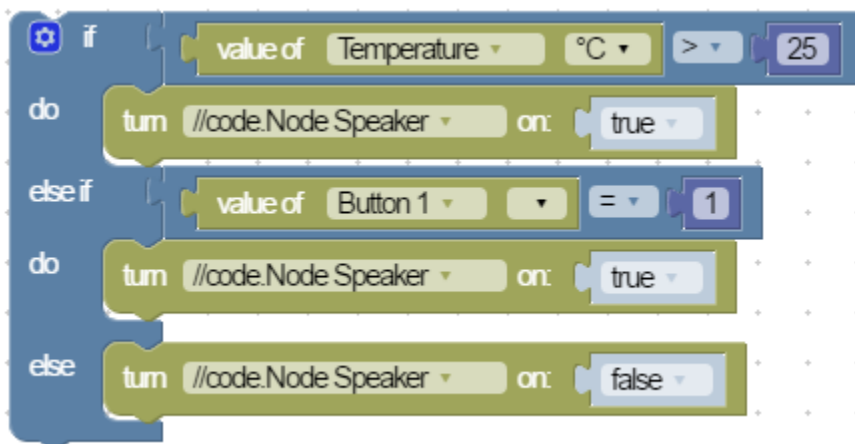 if value of Temperature °C > 25
do turn //code.Node Speaker on: true
else if value of Button 1 = 1
do turn //code.Node Speaker on: true
else turn //code.Node Speaker on: false